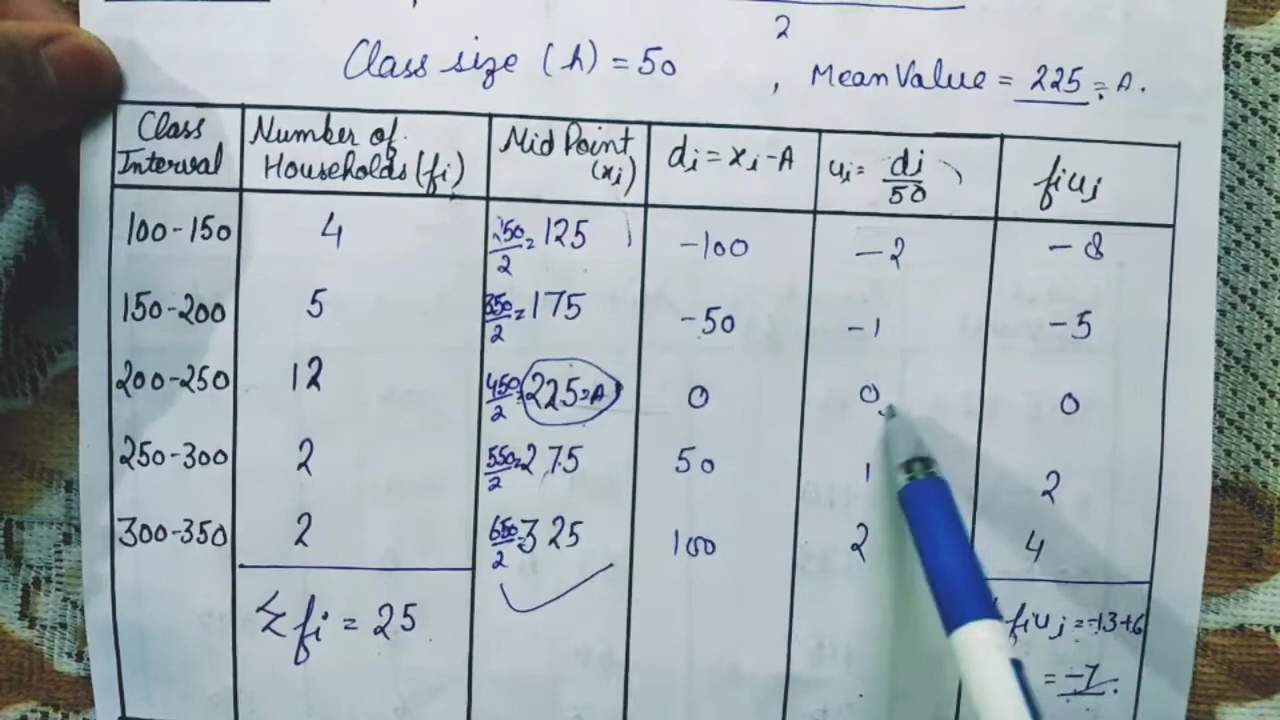 2
Class size (h) = 50 , Mean Value = 225 = A.
Class Interval Number of Households (fi) Mid Point (xi) di = xi - A ui = di/50 fiui
100-150 4 250/2 = 125 -100 -2 -8
150-200 5 350/2 = 175 -50 -1 -5
200-250 12 450/2 = 225=A 0 0 0
250-300 2 550/2 = 275 50 1 2
300-350 2 650/2 = 325 100 2 4
Σfi = 25 fiui = -13+6
= -7.